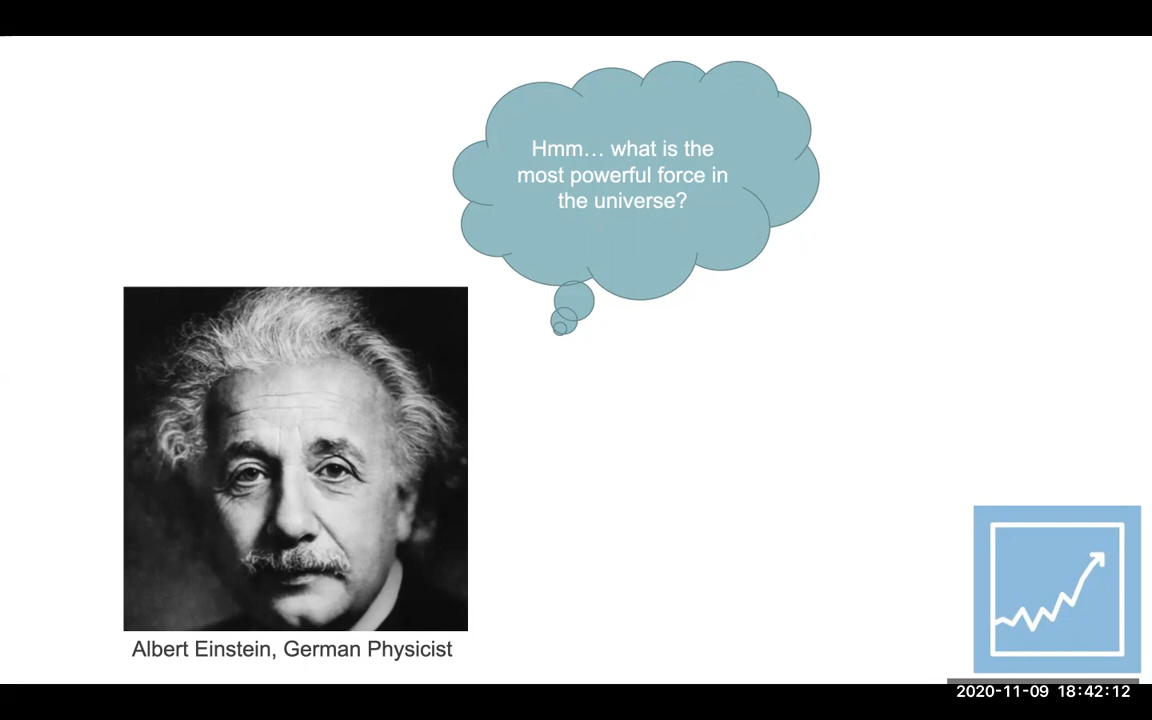 Hmm… what is the
most powerful force in
the universe?
Albert Einstein, German Physicist
2020-11-09 18:42:12